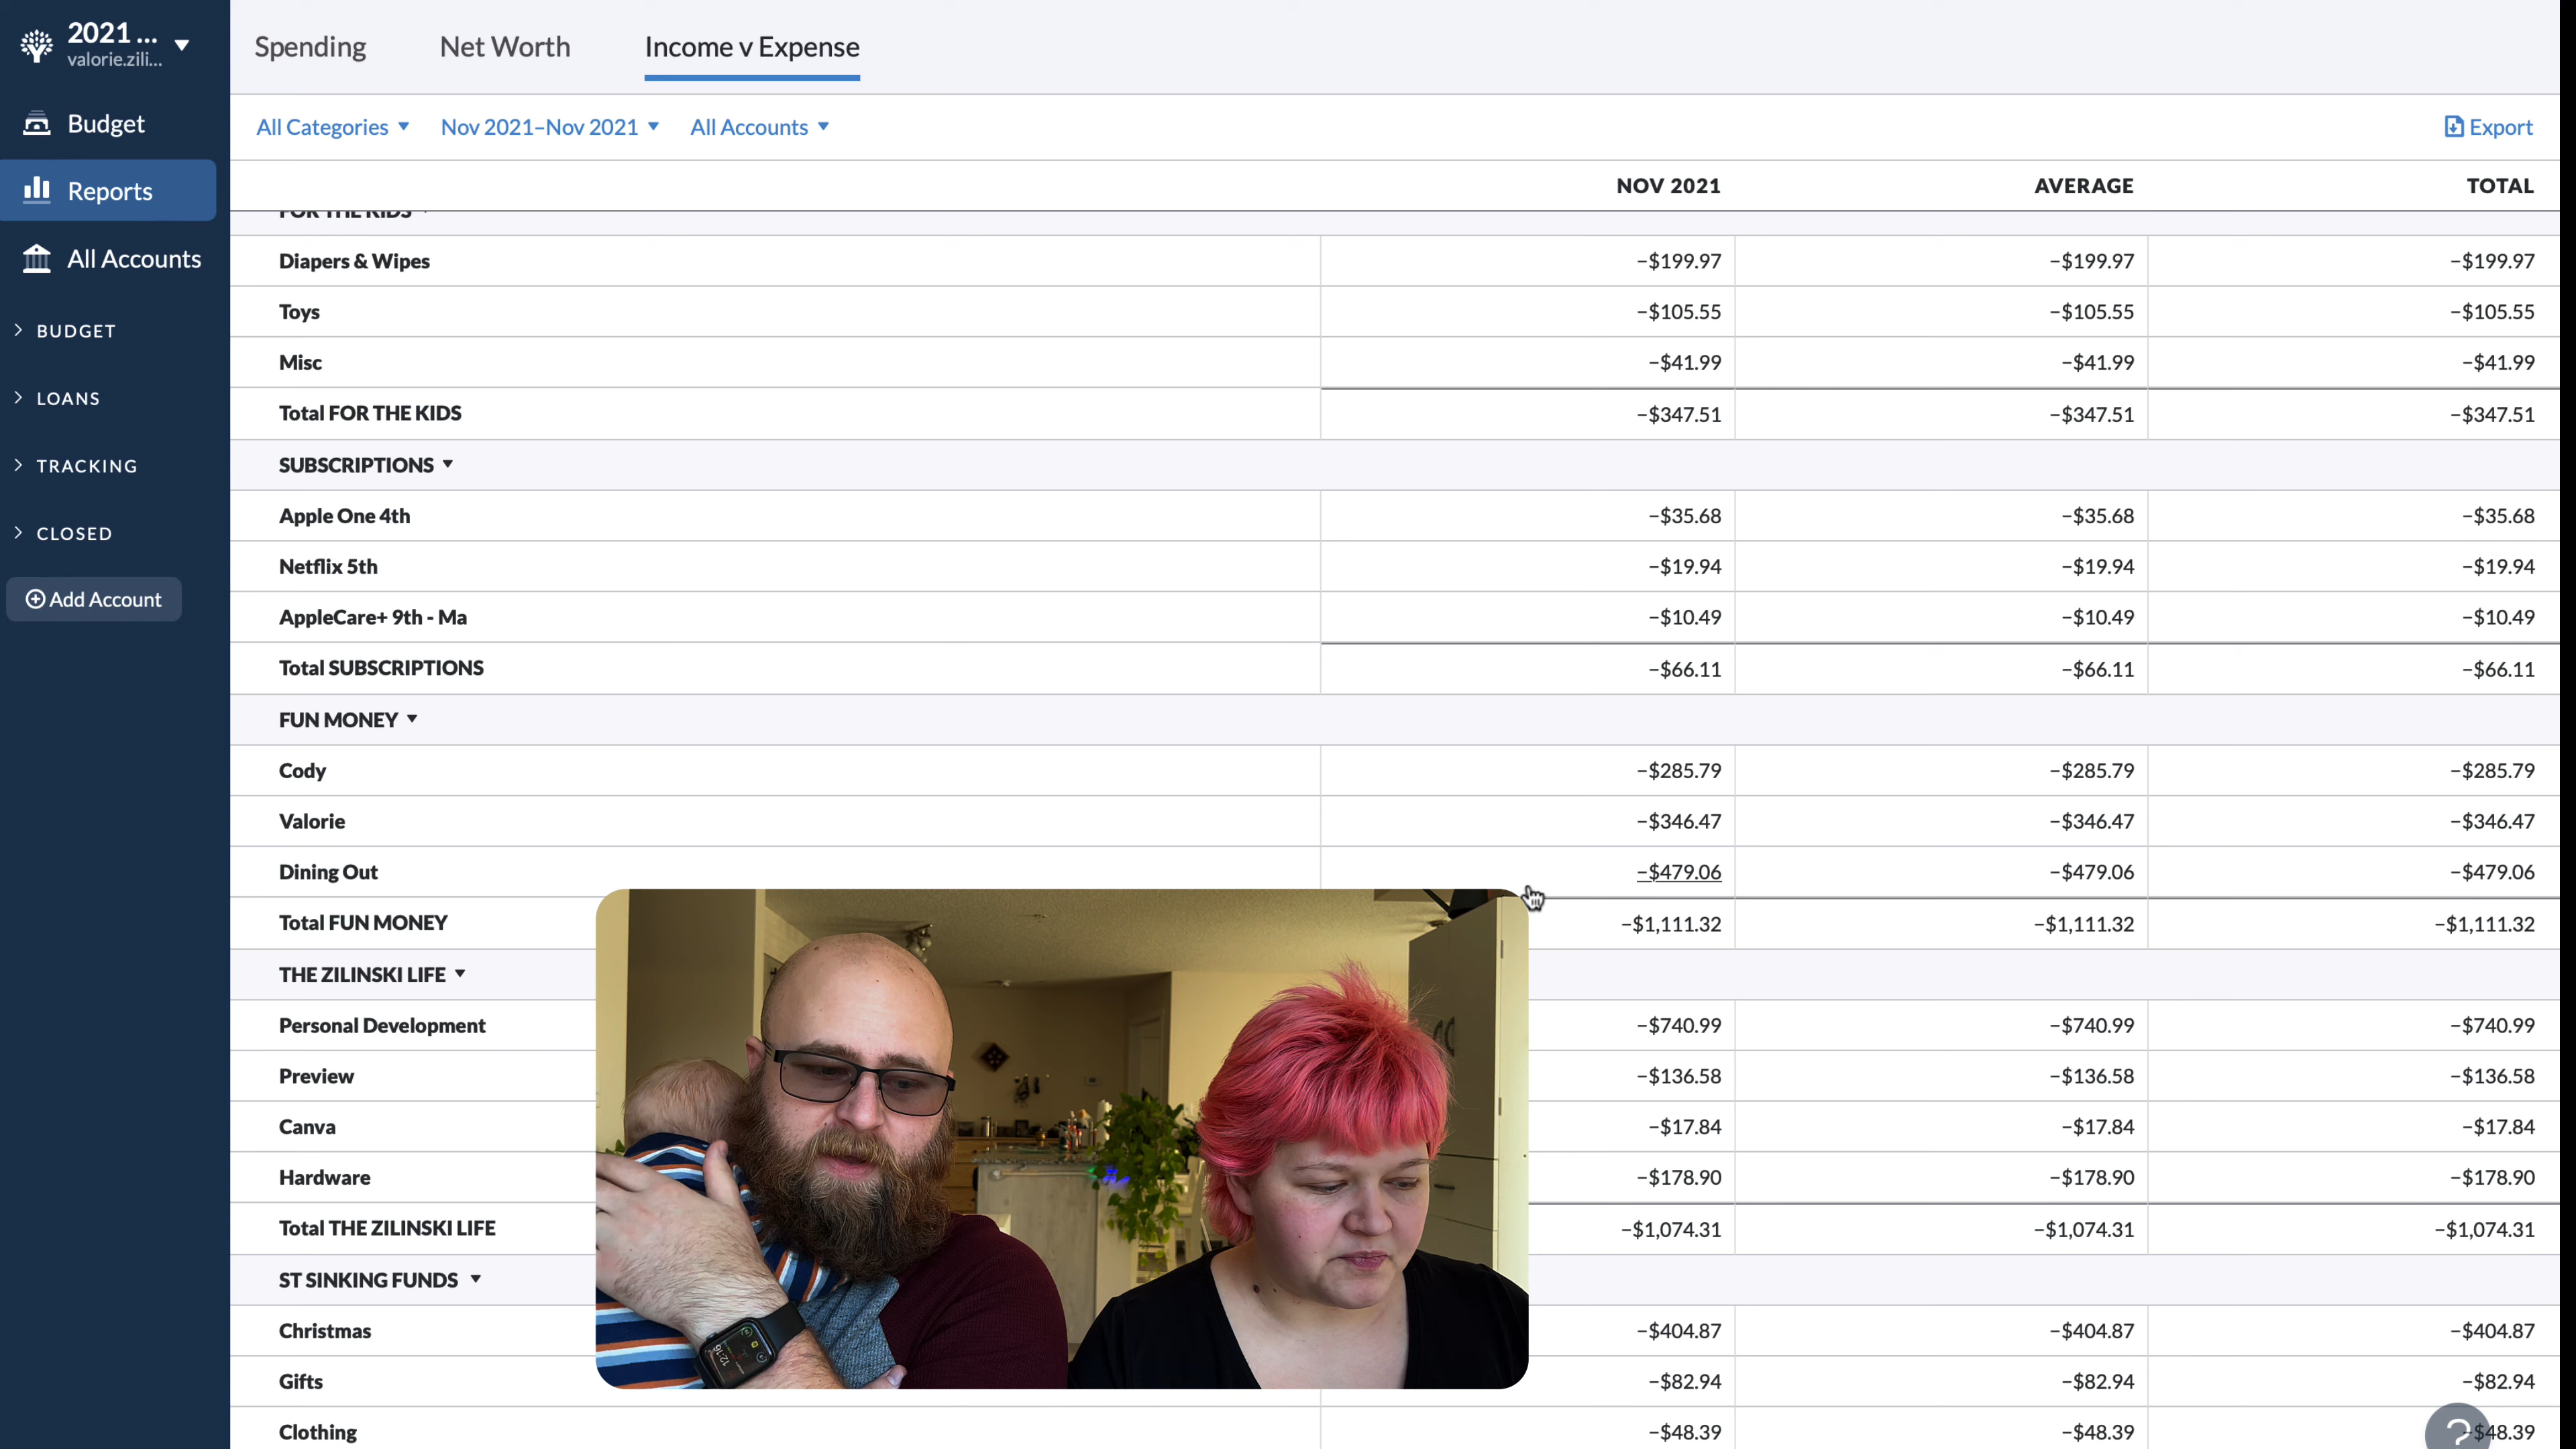 2021 ...
valorie.zili...
Budget
Reports
All Accounts
BUDGET
LOANS
TRACKING
CLOSED
Add Account
Spending Net Worth Income v Expense
All Categories Nov 2021–Nov 2021 All Accounts Export
NOV 2021 AVERAGE TOTAL
FOR THE KIDS
Diapers & Wipes −$199.97 −$199.97 −$199.97
Toys −$105.55 −$105.55 −$105.55
Misc −$41.99 −$41.99 −$41.99
Total FOR THE KIDS −$347.51 −$347.51 −$347.51
SUBSCRIPTIONS
Apple One 4th −$35.68 −$35.68 −$35.68
Netflix 5th −$19.94 −$19.94 −$19.94
AppleCare+ 9th - Ma −$10.49 −$10.49 −$10.49
Total SUBSCRIPTIONS −$66.11 −$66.11 −$66.11
FUN MONEY
Cody −$285.79 −$285.79 −$285.79
Valorie −$346.47 −$346.47 −$346.47
Dining Out −$479.06 −$479.06 −$479.06
Total FUN MONEY −$1,111.32 −$1,111.32 −$1,111.32
THE ZILINSKI LIFE
Personal Development −$740.99 −$740.99 −$740.99
Preview −$136.58 −$136.58 −$136.58
Canva −$17.84 −$17.84 −$17.84
Hardware −$178.90 −$178.90 −$178.90
Total THE ZILINSKI LIFE −$1,074.31 −$1,074.31 −$1,074.31
ST SINKING FUNDS
Christmas −$404.87 −$404.87 −$404.87
Gifts −$82.94 −$82.94 −$82.94
Clothing −$48.39 −$48.39 −$48.39
?
12:16